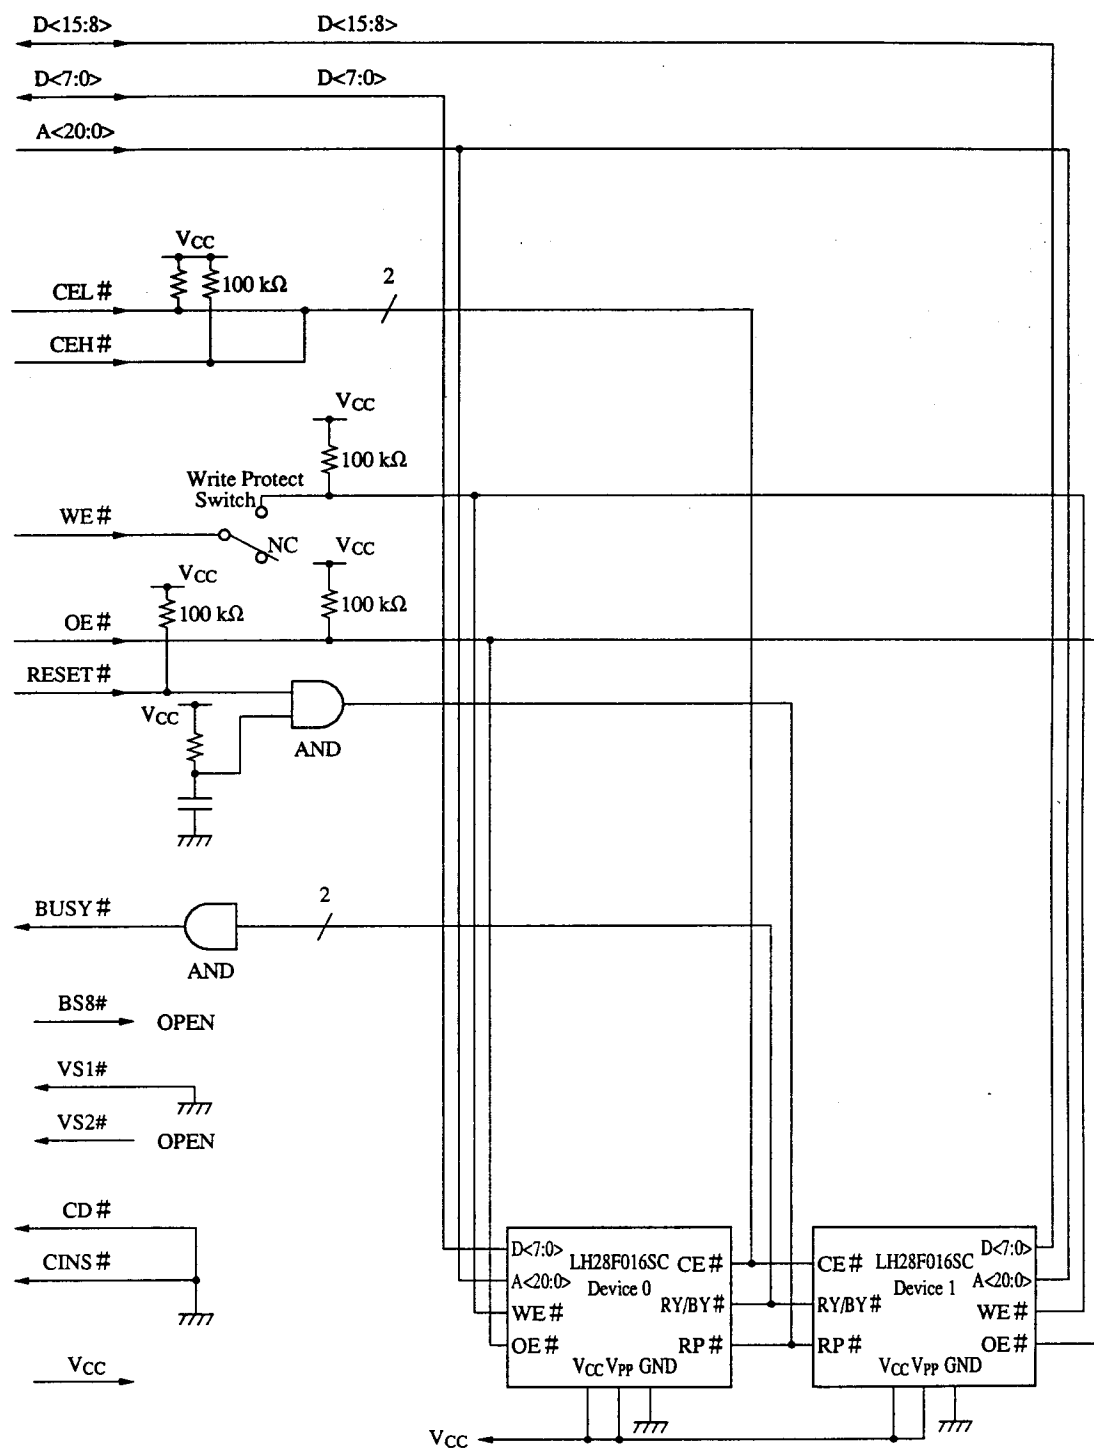 D<15:8> D<15:8>
D<7:0> D<7:0>
A<20:0>
VCC
100 kΩ
2
CEL#
CEH#
VCC
100 kΩ
Write Protect
Switch
WE#
NC
VCC
VCC
100 kΩ
100 kΩ
OE#
RESET#
VCC
AND
2
BUSY#
AND
BS8#
OPEN
VS1#
VS2#
OPEN
CD#
CINS#
VCC
D<7:0>
LH28F016SC
CE#
A<20:0>
Device 0
RY/BY#
WE#
OE#
RP#
VCC VPP GND
CE#
LH28F016SC
D<7:0>
Device 1
A<20:0>
RY/BY#
WE#
RP#
OE#
VCC VPP GND
VCC